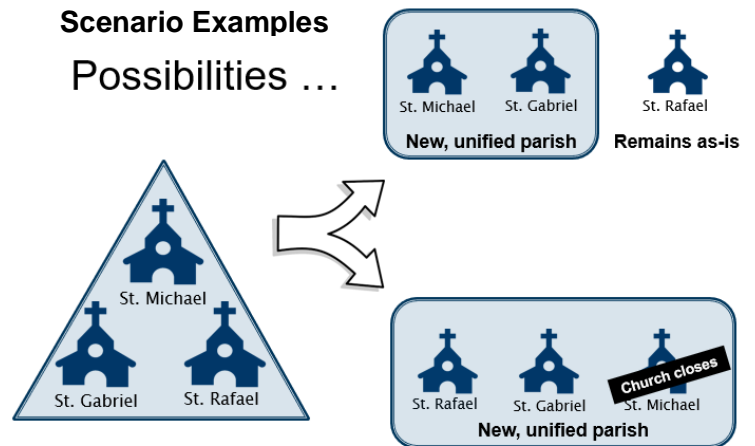 Scenario Examples
Possibilities ...
St. Michael
St. Gabriel
St. Rafael
New, unified parish
Remains as-is
St. Michael
St. Gabriel
St. Rafael
St. Rafael
St. Gabriel
St. Michael
Church closes
New, unified parish